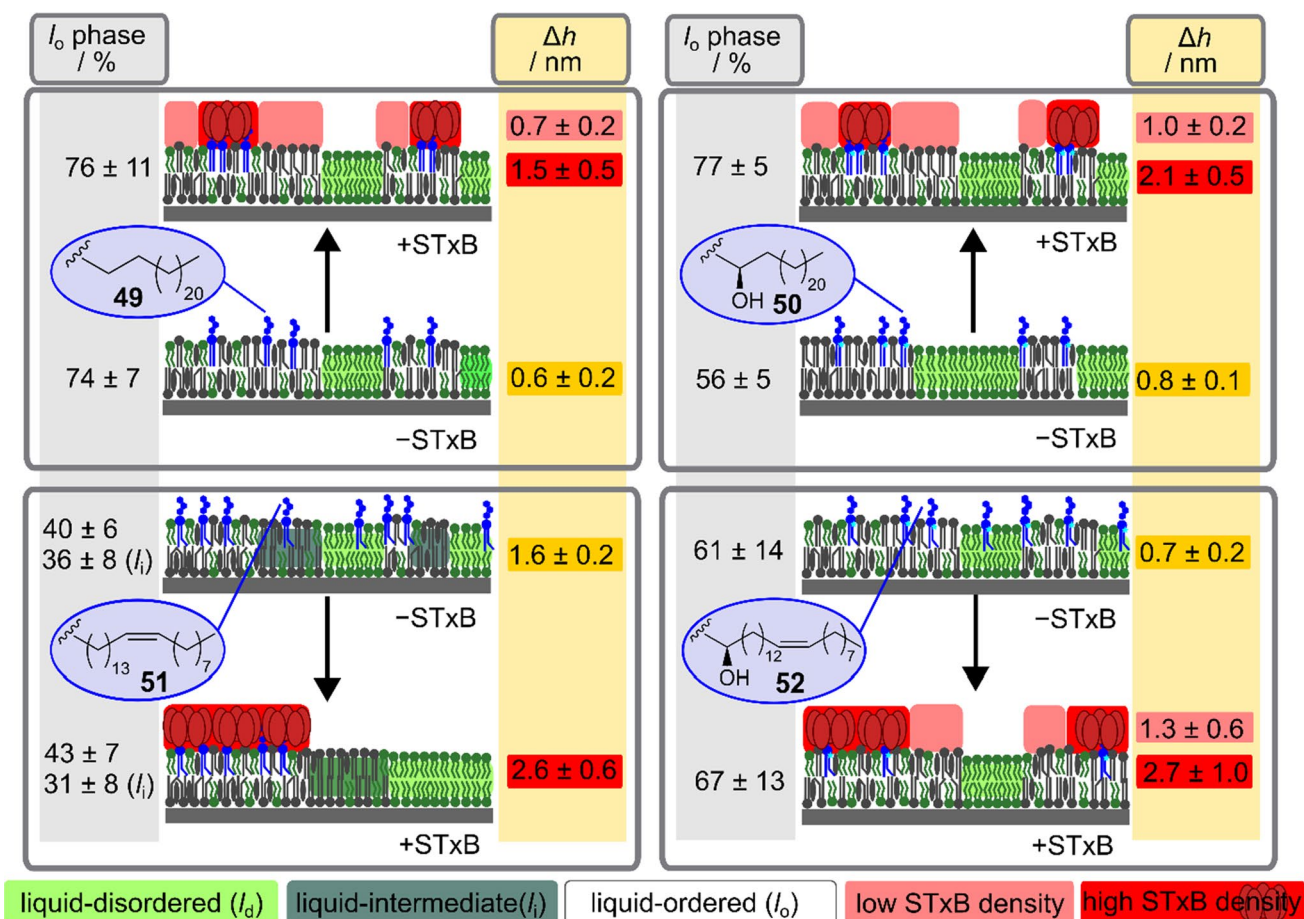 lo phase
/ %
Δh
/ nm
lo phase
/ %
Δh
/ nm
76 ± 11
0.7 ± 0.2
1.5 ± 0.5
+STxB
20
49
74 ± 7
0.6 ± 0.2
−STxB
77 ± 5
1.0 ± 0.2
2.1 ± 0.5
+STxB
20
OH 50
56 ± 5
0.8 ± 0.1
−STxB
40 ± 6
36 ± 8 (li)
1.6 ± 0.2
−STxB
13
7
51
43 ± 7
31 ± 8 (li)
2.6 ± 0.6
+STxB
61 ± 14
0.7 ± 0.2
−STxB
12
7
OH
52
1.3 ± 0.6
67 ± 13
2.7 ± 1.0
+STxB
liquid-disordered (ld)
liquid-intermediate(li)
liquid-ordered (lo)
low STxB density
high STxB density